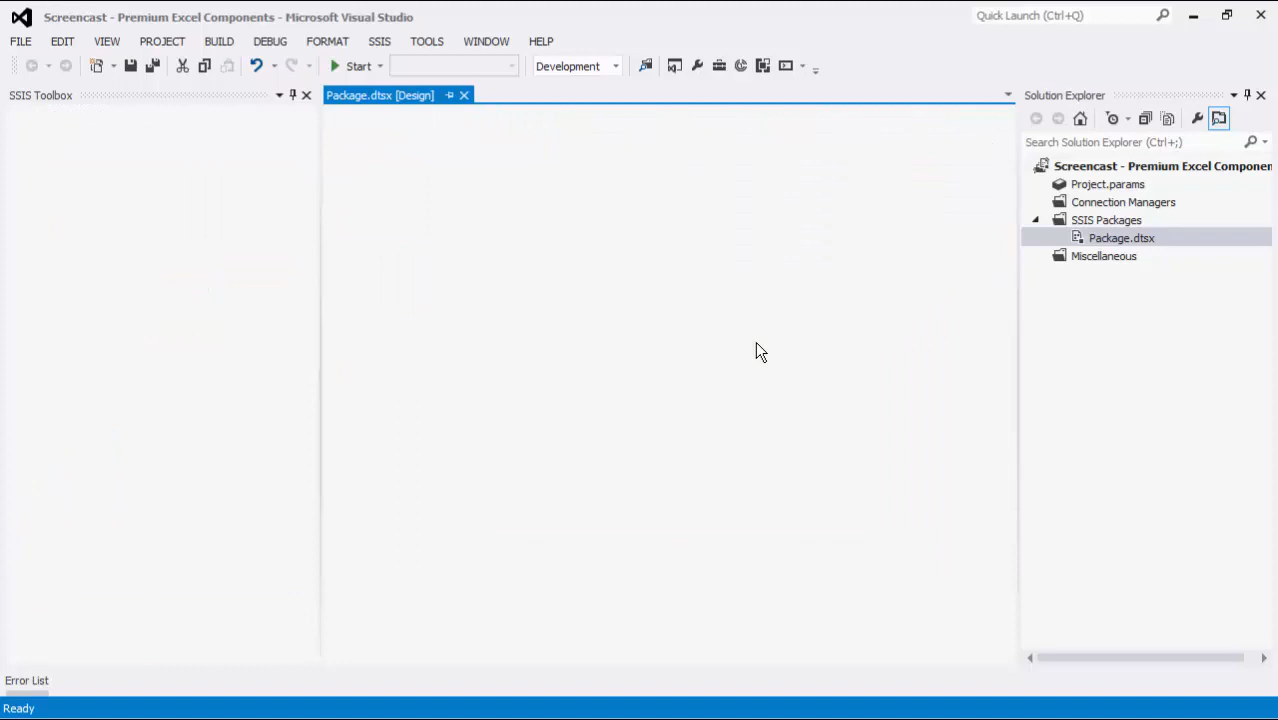 Screencast - Premium Excel Components - Microsoft Visual Studio
Quick Launch (Ctrl+Q)
FILE EDIT VIEW PROJECT BUILD DEBUG FORMAT SSIS TOOLS WINDOW HELP
Start Development
SSIS Toolbox
Package.dtsx [Design]
Solution Explorer
Search Solution Explorer (Ctrl+;)
Screencast - Premium Excel Componen
Project.params
Connection Managers
SSIS Packages
Package.dtsx
Miscellaneous
Error List
Ready